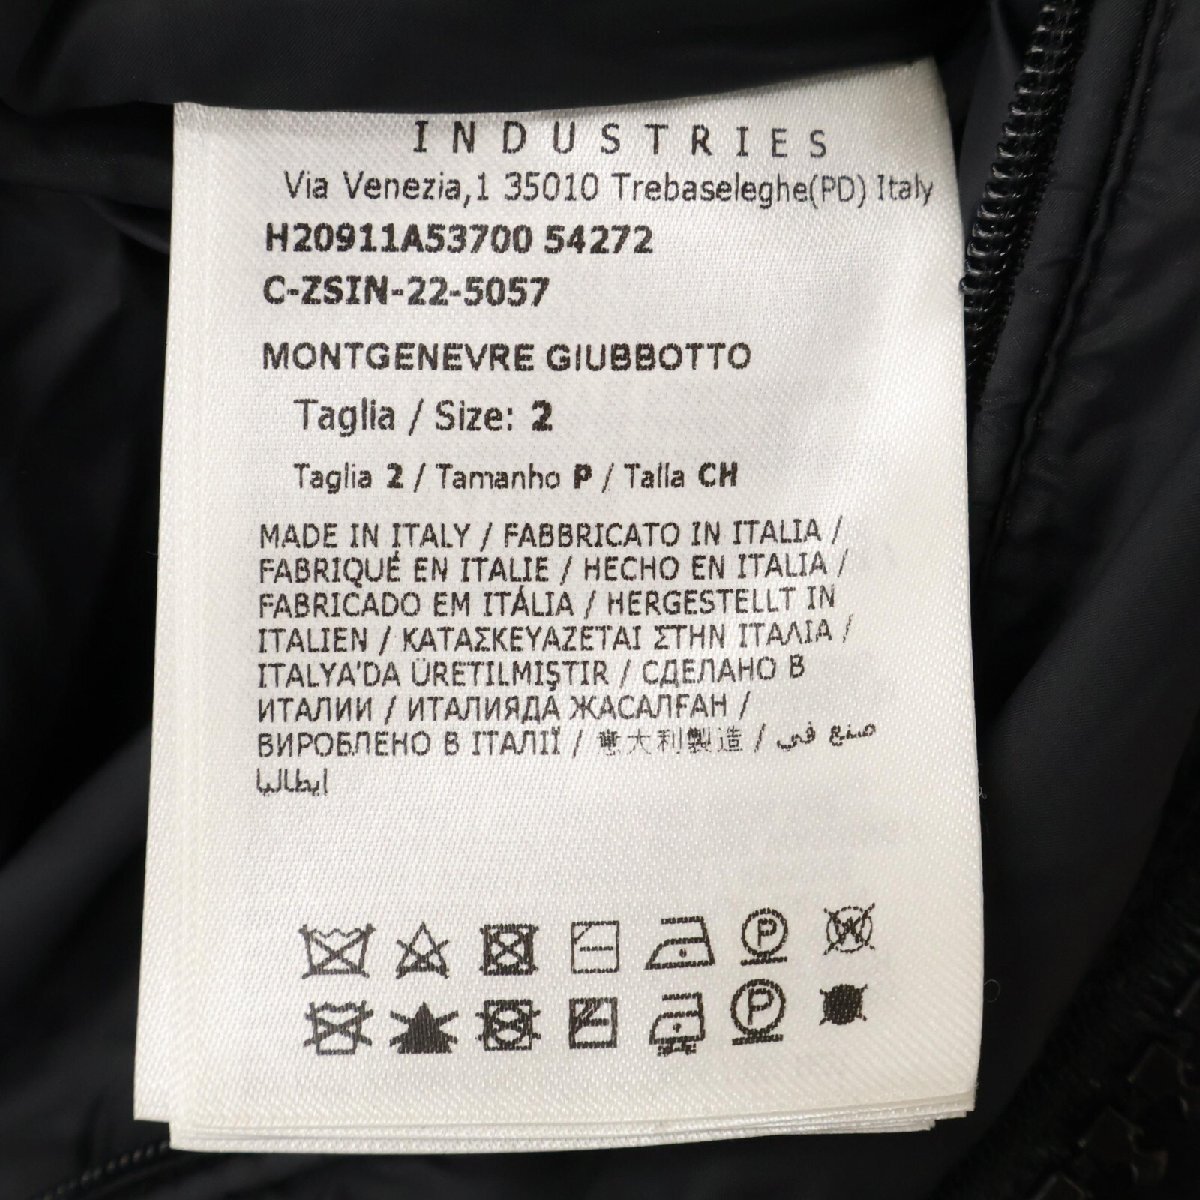 INDUSTRIES
Via Venezia,1 35010 Trebaseleghe(PD) Italy
H20911A53700 54272
C-ZSIN-22-5057
MONTGENEVRE GIUBBOTTO
Taglia / Size: 2
Taglia 2 / Tamanho P / Talla CH
MADE IN ITALY / FABBRICATO IN ITALIA /
FABRIQUÉ EN ITALIE / HECHO EN ITALIA /
FABRICADO EM ITÁLIA / HERGESTELLT IN
ITALIEN / ΚΑΤΑΣΚΕΥΑΖΕΤΑΙ ΣΤΗΝ ΙΤΑΛΙΑ /
ITALYA'DA ÜRETILMIŞTIR / СДЕЛАНО В
ИТАЛИИ / ИТАЛИЯДА ЖАСАЛҒАН /
ВИРОБЛЕНО В ІТАЛІЇ / 意大利製造 / صنع في
إيطاليا
P
W
P